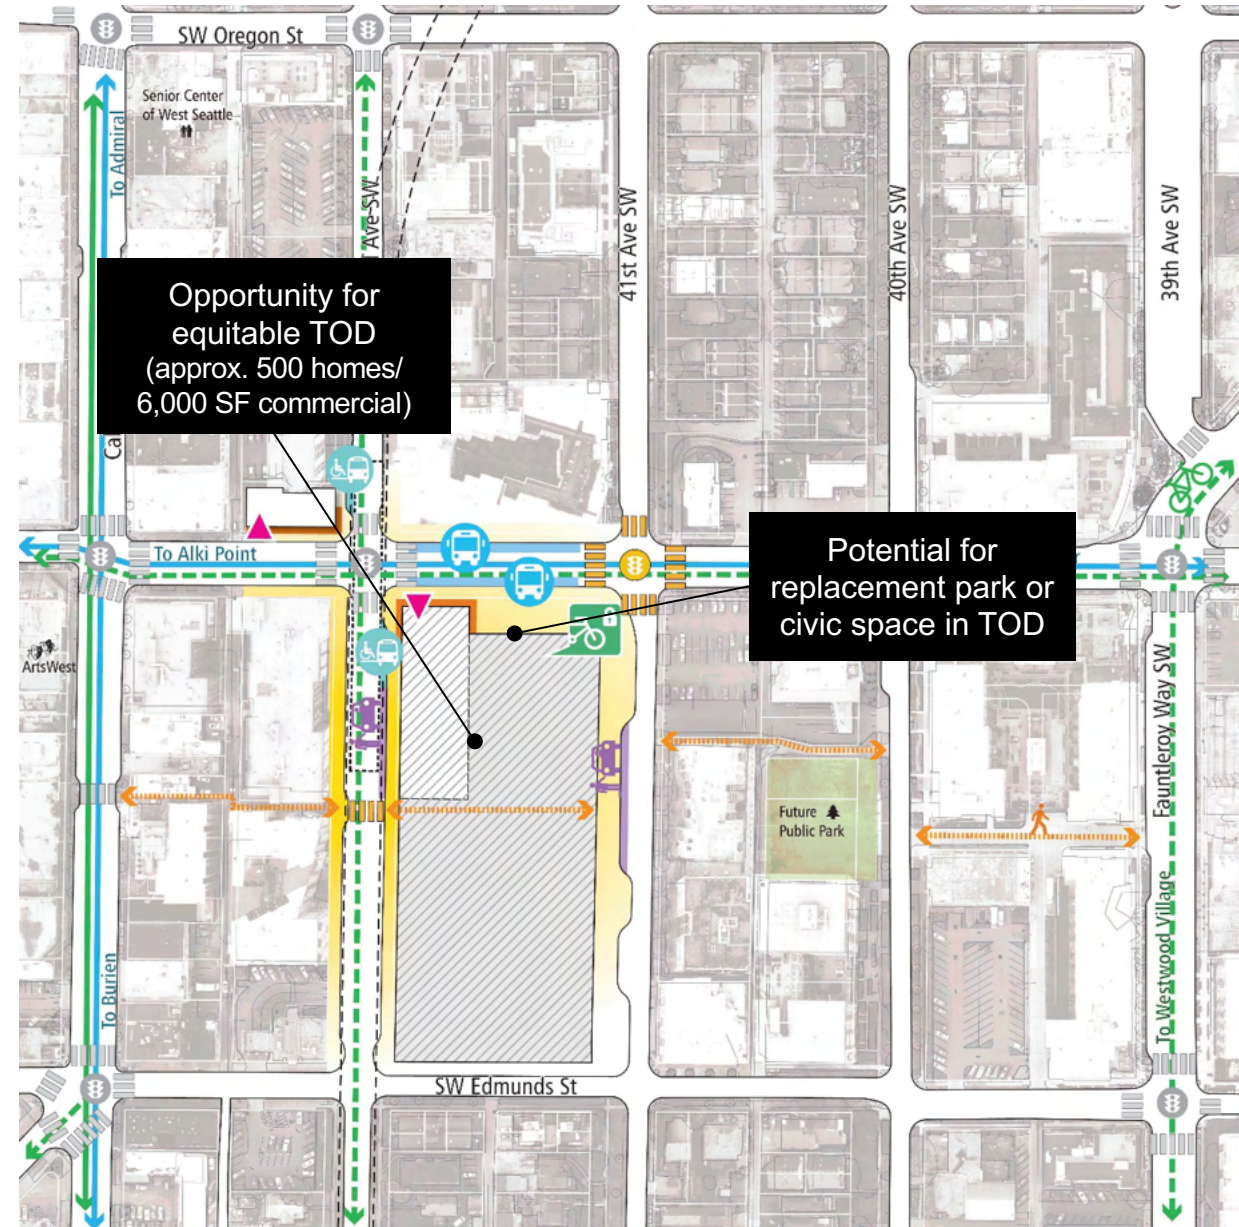 SW Oregon St
Senior Center
of West Seattle
To Admiral
Ave SW
41st Ave SW
40th Ave SW
39th Ave SW
Opportunity for
equitable TOD
(approx. 500 homes/
6,000 SF commercial)
Ca
To Alki Point
Potential for
replacement park or
civic space in TOD
ArtsWest
Fauntleroy Way SW
Future
Public Park
To Westwood Village
To Burien
SW Edmunds St